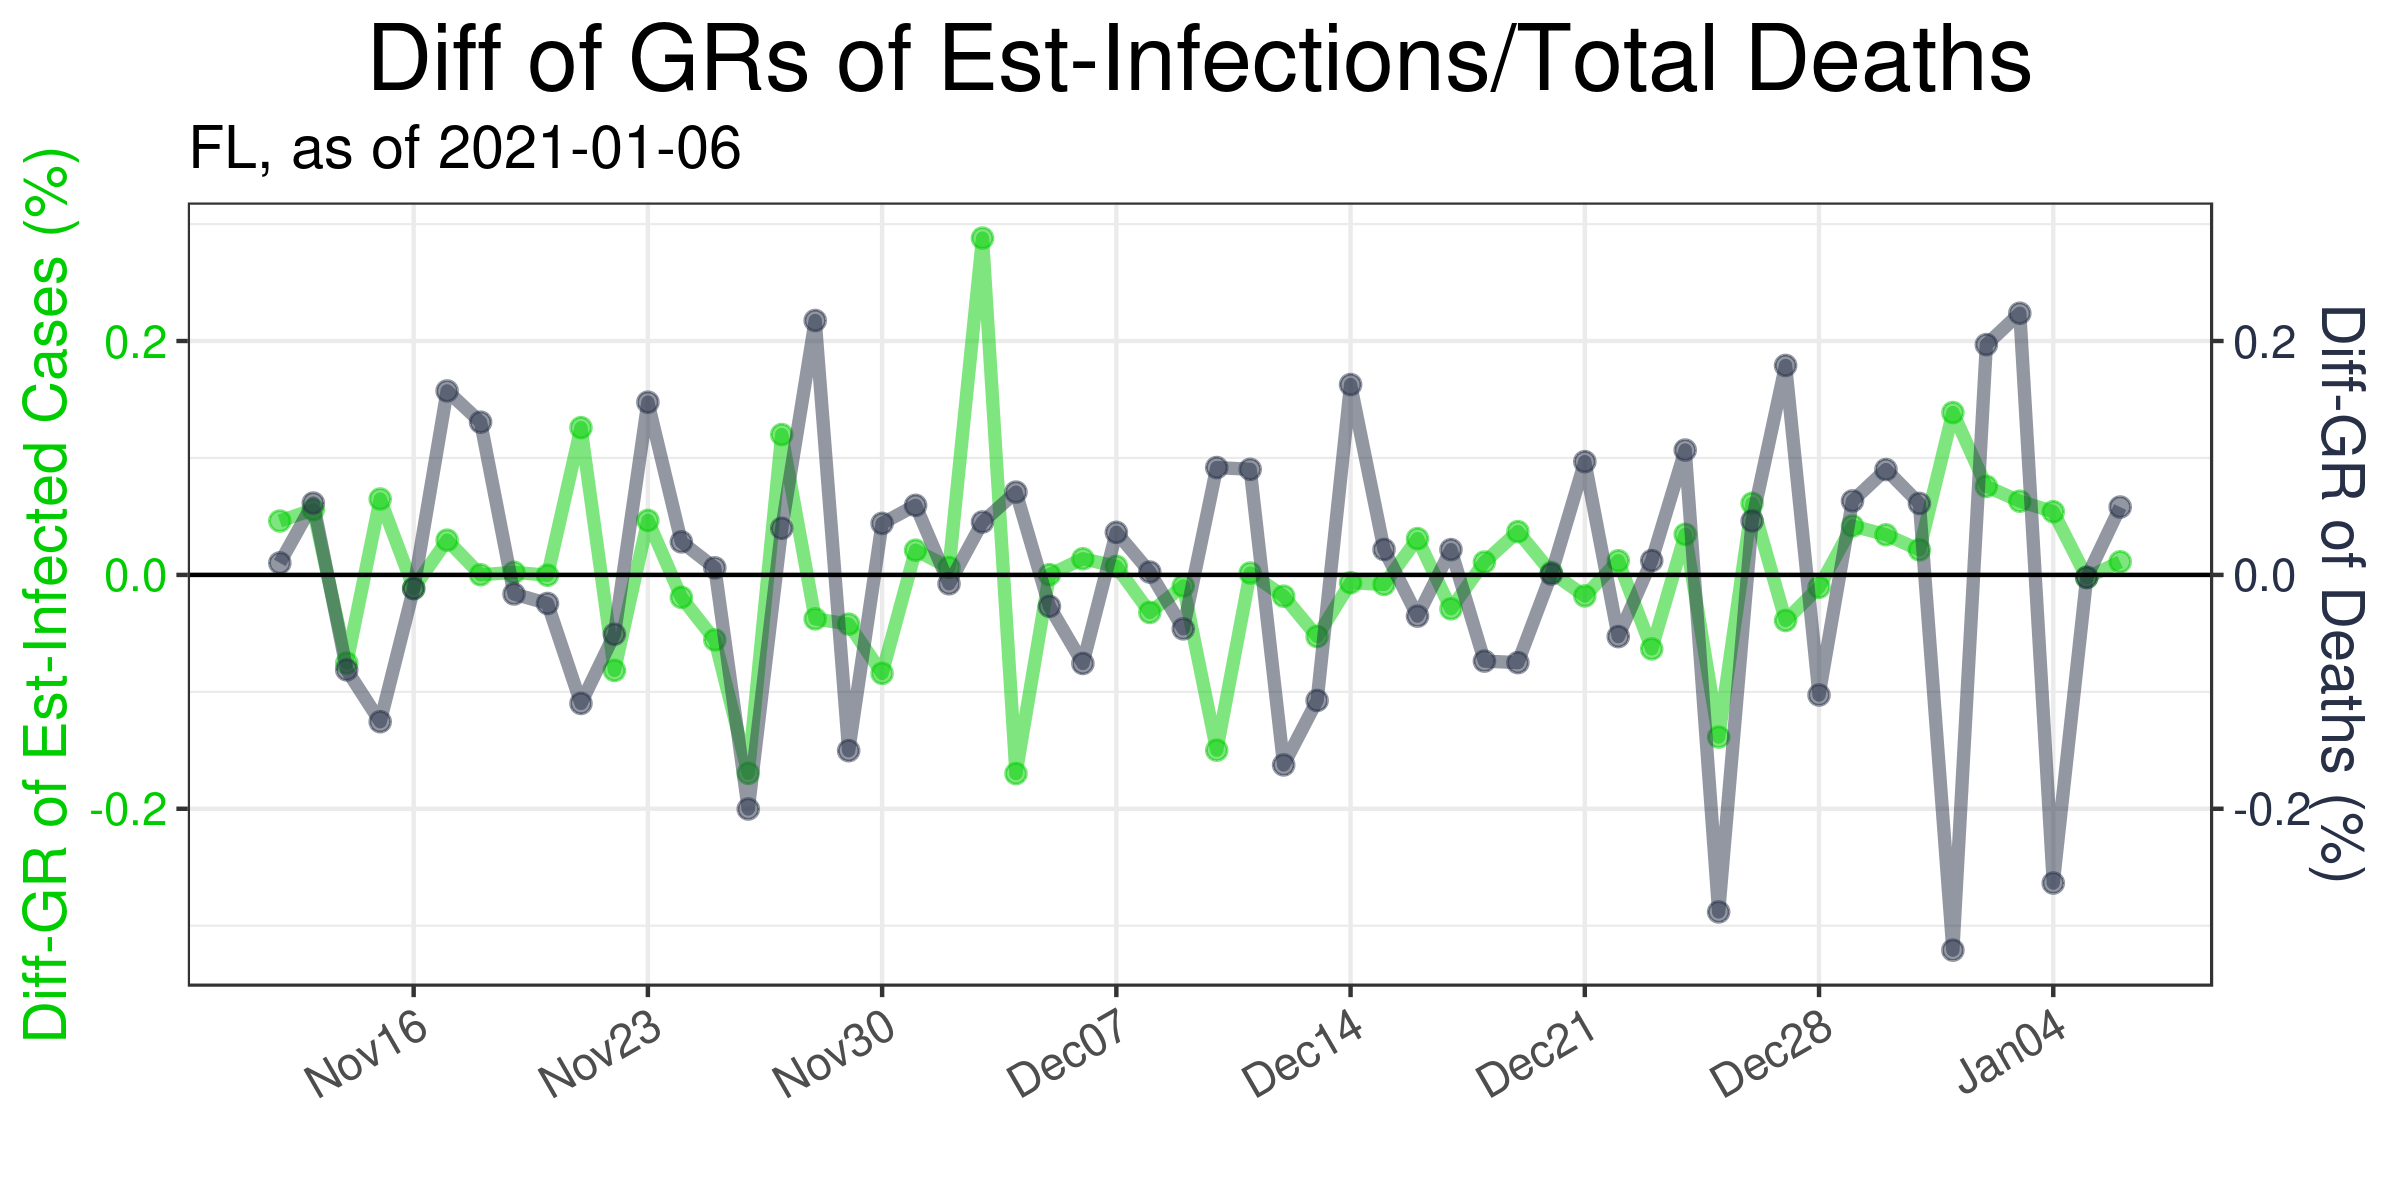 Diff of GRs of Est-Infections/Total Deaths
FL, as of 2021-01-06
Diff-GR of Est-Infected Cases (%)
0.2
0.0
-0.2
0.2
0.0
-0.2
Diff-GR of Deaths (%)
Nov16
Nov23
Nov30
Dec07
Dec14
Dec21
Dec28
Jan04